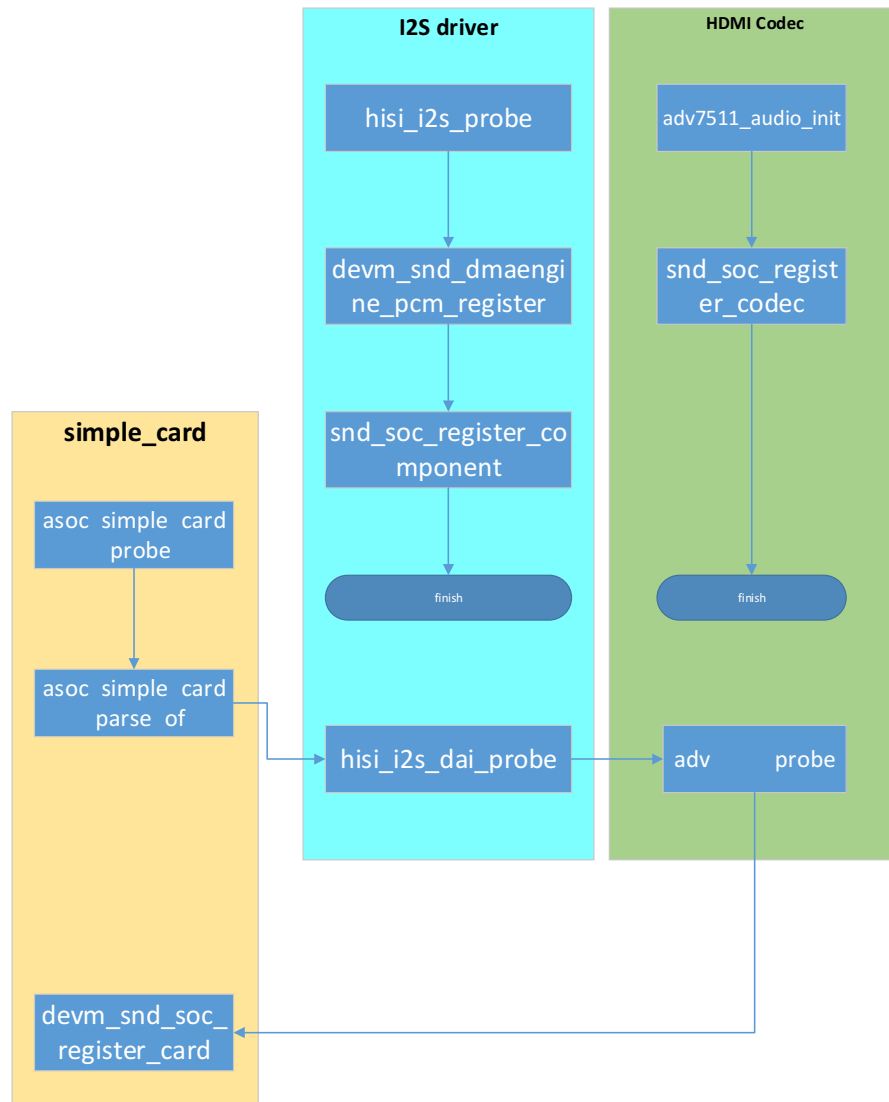 I2S driver
hisi_i2s_probe
devm_snd_dmaengi
ne_pcm_register
snd_soc_register_co
mponent
finish
hisi_i2s_dai_probe
HDMI Codec
adv7511_audio_init
snd_soc_regist
er_codec
finish
adv probe
simple_card
asoc simple card
probe
asoc simple card
parse of
devm_snd_soc_
register_card